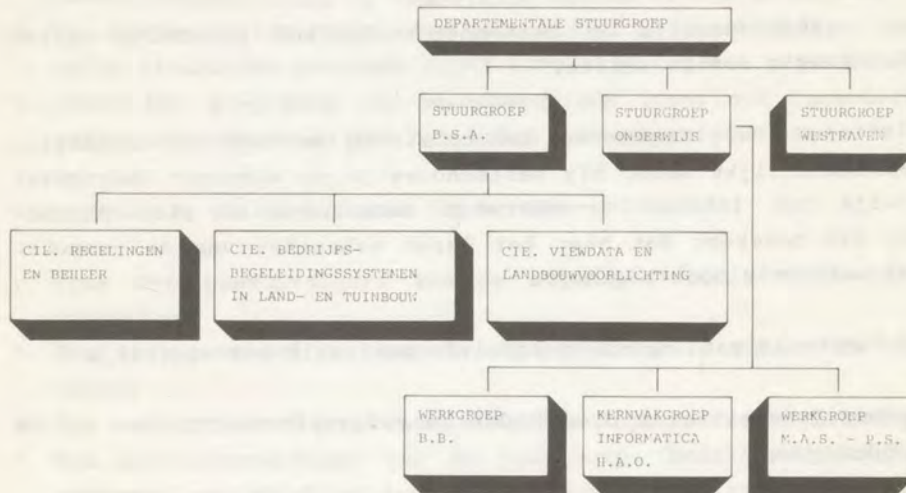 DEPARTEMENTALE STUURGROEP
STUURGROEP
B.S.A.
STUURGROEP
ONDERWIJS
STUURGROEP
WESTRAVEN
CIE. REGELINGEN
EN BEHEER
CIE. BEDRIJFS-
BEGELEIDINGSSYSTENEN
IN LAND- EN TUINBOUW
CIE. VIEWDATA EN
LANDBOUWVOORLICHTING
WERKGROEP
B.B.
KERNVAKGROEP
INFORMATICA
H.A.O.
WERKGROEP
M.A.S. - P.S.